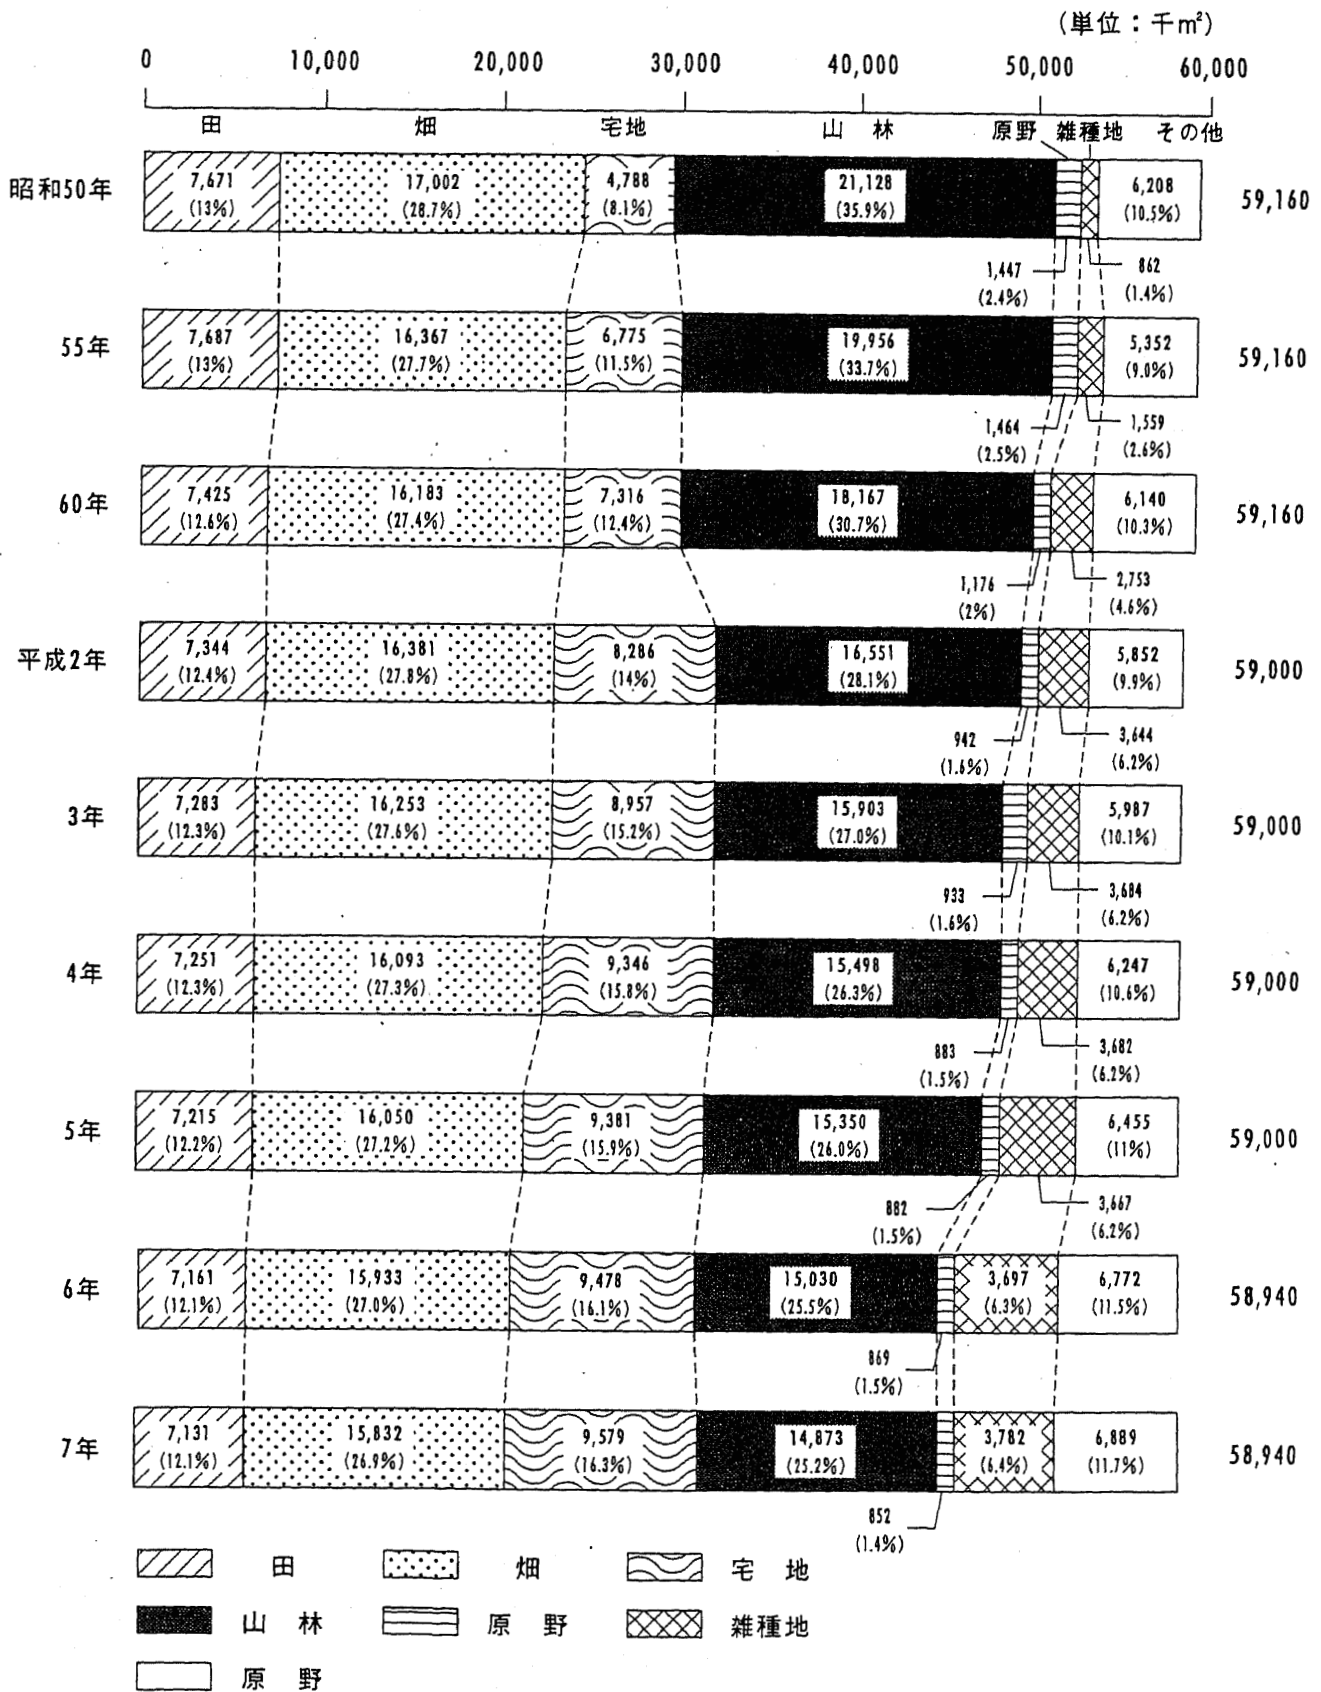 (単位：千㎡)
0 10,000 20,000 30,000 40,000 50,000 60,000
田 畑 宅地 山 林 原野 雑種地 その他
昭和50年 7,671 17,002 4,788 21,128 6,208 59,160
(13%) (28.7%) (8.1%) (35.9%) (10.5%)
1,447 862
(2.4%) (1.4%)
55年 7,687 16,367 6,775 19,956 5,352 59,160
(13%) (27.7%) (11.5%) (33.7%) (9.0%)
1,464 1,559
(2.5%) (2.6%)
60年 7,425 16,183 7,316 18,167 6,140 59,160
(12.6%) (27.4%) (12.4%) (30.7%) (10.3%)
1,176 2,753
(2%) (4.6%)
平成2年 7,344 16,381 8,286 16,551 5,852 59,000
(12.4%) (27.8%) (14%) (28.1%) (9.9%)
942 3,644
(1.6%) (6.2%)
3年 7,283 16,253 8,957 15,903 5,987 59,000
(12.3%) (27.6%) (15.2%) (27.0%) (10.1%)
933 3,684
(1.6%) (6.2%)
4年 7,251 16,093 9,346 15,498 6,247 59,000
(12.3%) (27.3%) (15.8%) (26.3%) (10.6%)
883 3,682
(1.5%) (6.2%)
5年 7,215 16,050 9,381 15,350 6,455 59,000
(12.2%) (27.2%) (15.9%) (26.0%) (11%)
882 3,667
(1.5%) (6.2%)
6年 7,161 15,933 9,478 15,030 3,697 6,772 58,940
(12.1%) (27.0%) (16.1%) (25.5%) (6.3%) (11.5%)
869
(1.5%)
7年 7,131 15,832 9,579 14,873 3,782 6,889 58,940
(12.1%) (26.9%) (16.3%) (25.2%) (6.4%) (11.7%)
852
(1.4%)
田 畑 宅 地
山 林 原 野 雑種地
原 野